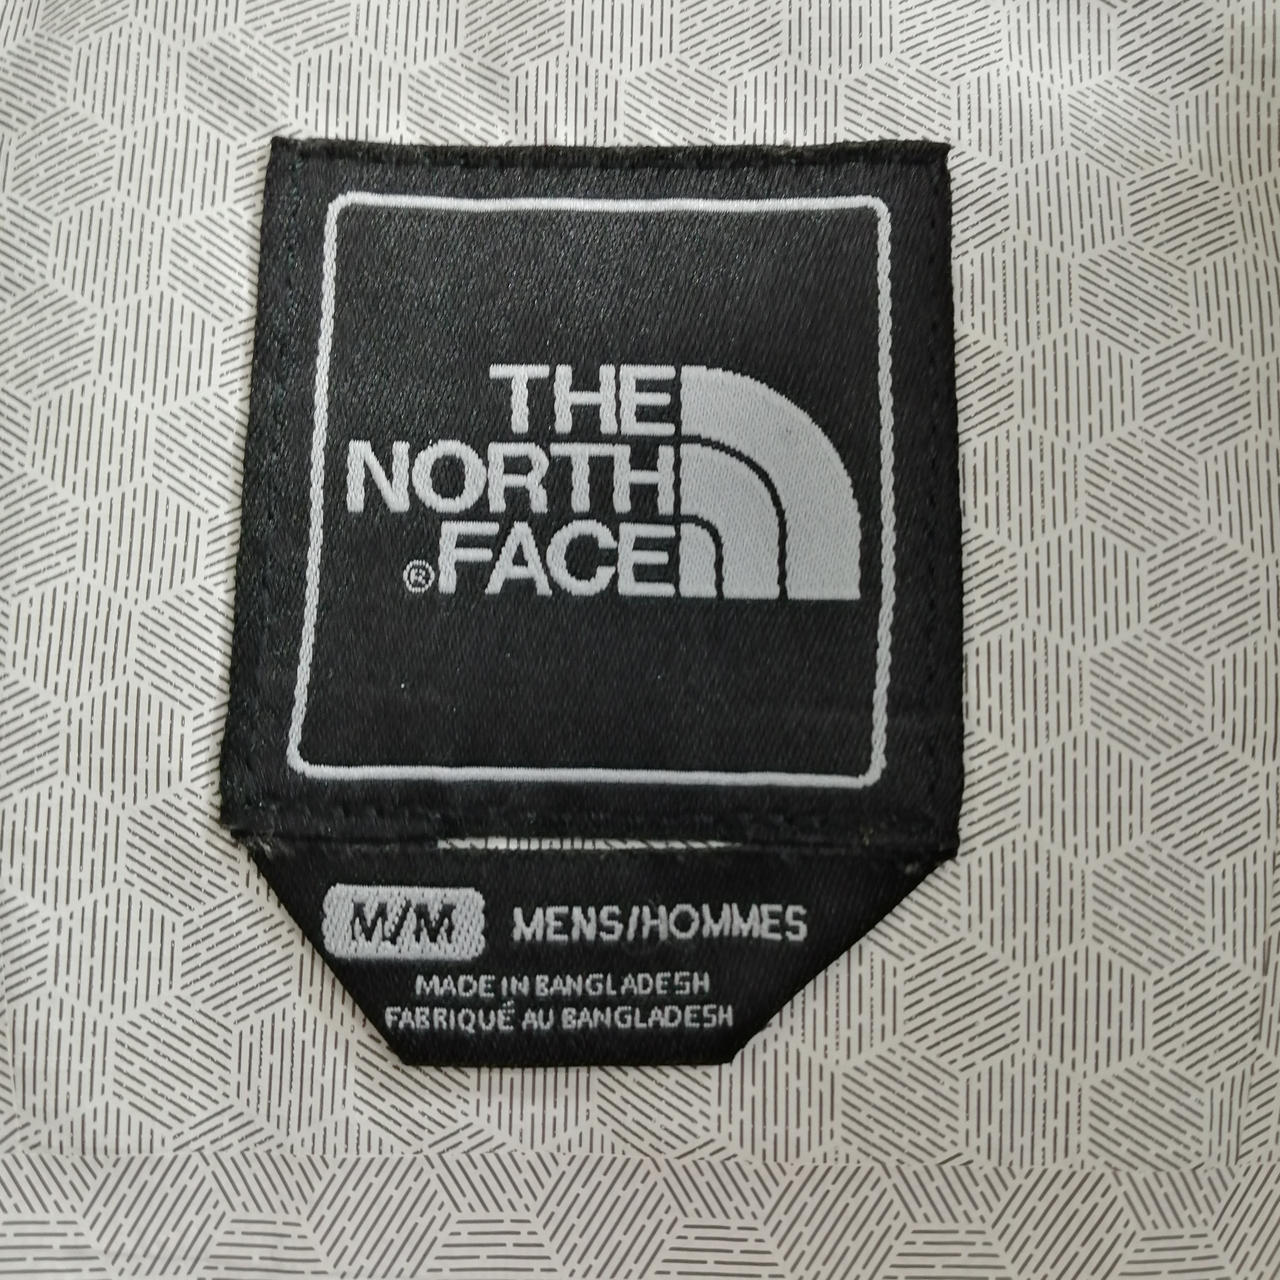 THE
NORTH
®FACE
M/M MENS/HOMMES
MADE IN BANGLADESH
FABRIQUÉ AU BANGLADESH